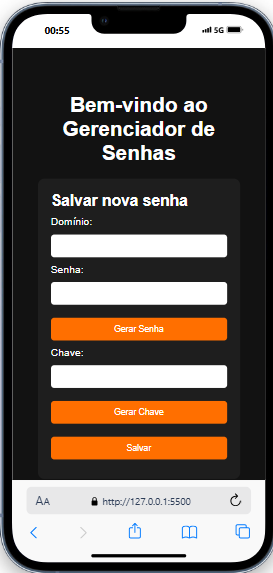 00:55
5G
Bem-vindo ao
Gerenciador de
Senhas
Salvar nova senha
Domínio:
Senha:
Gerar Senha
Chave:
Gerar Chave
Salvar
AA http://127.0.0.1:5500